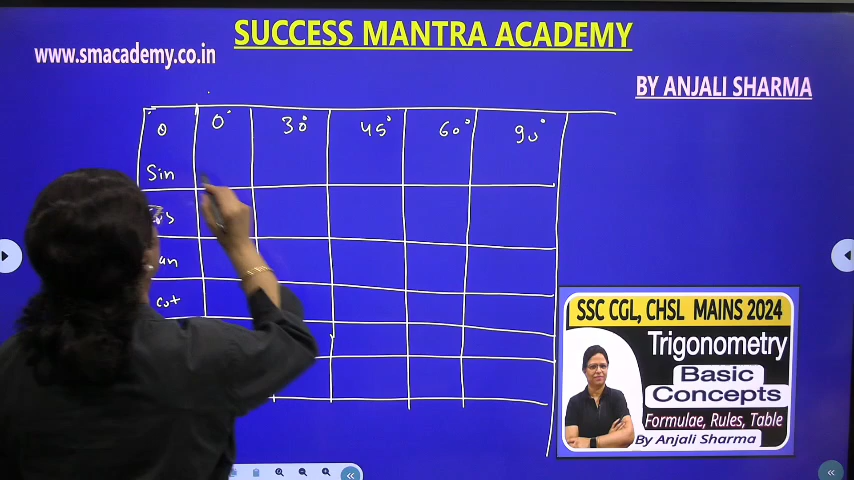 SUCCESS MANTRA ACADEMY
www.smacademy.co.in
BY ANJALI SHARMA
θ 0° 30° 45° 60° 90°
Sin
cot
SSC CGL, CHSL MAINS 2024
Trigonometry
Basic
Concepts
Formulae, Rules, Table
By Anjali Sharma